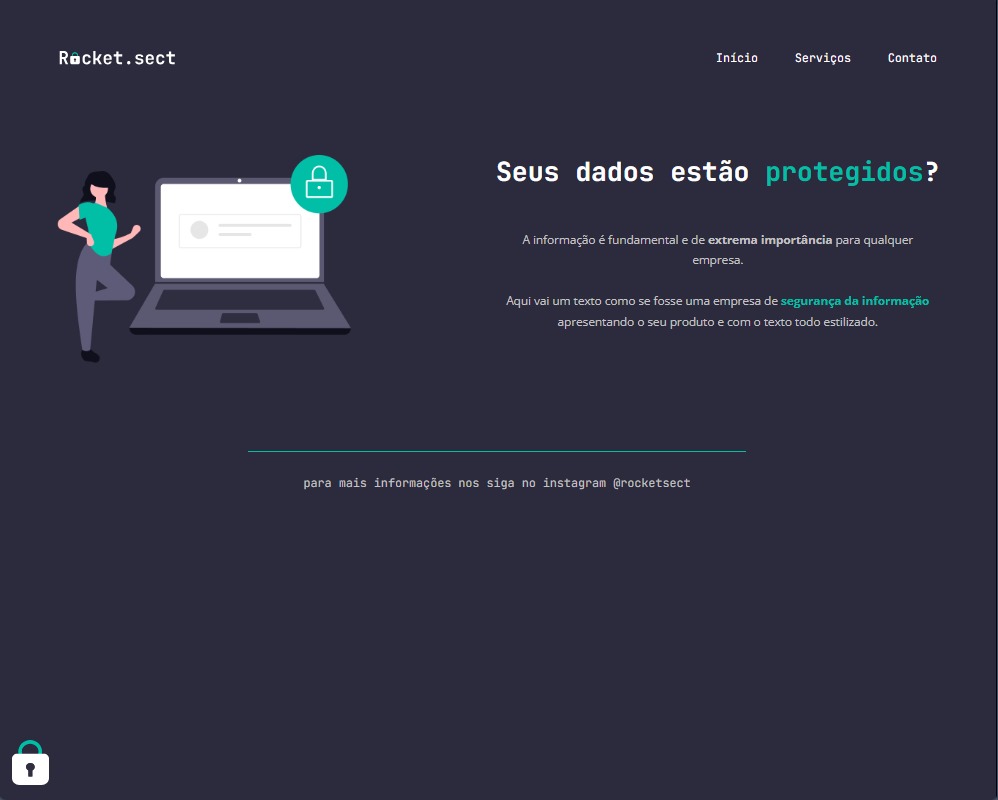 Rocket.sect
Início Serviços Contato
Seus dados estão protegidos?
A informação é fundamental e de extrema importância para qualquer
empresa.
Aqui vai um texto como se fosse uma empresa de segurança da informação
apresentando o seu produto e com o texto todo estilizado.
para mais informações nos siga no instagram @rocketsect